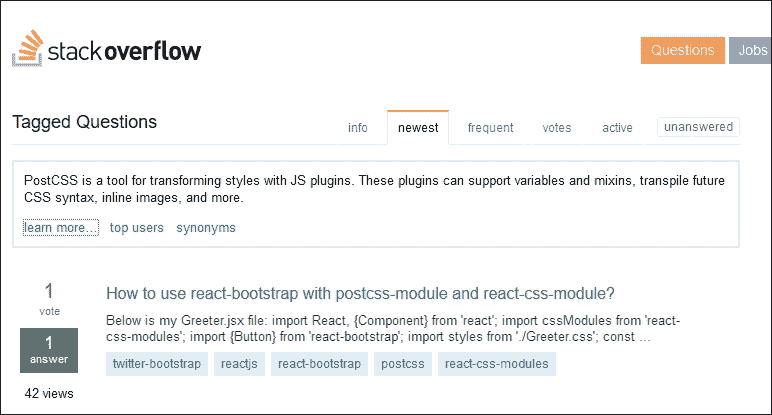 stackoverflow
Questions
Jobs
Tagged Questions
info
newest
frequent
votes
active
unanswered
PostCSS is a tool for transforming styles with JS plugins. These plugins can support variables and mixins, transpile future
CSS syntax, inline images, and more.
learn more…
top users
synonyms
1
vote
1
answer
42 views
How to use react-bootstrap with postcss-module and react-css-module?
Below is my Greeter.jsx file: import React, {Component} from 'react'; import cssModules from 'react-
css-modules'; import {Button} from 'react-bootstrap'; import styles from './Greeter.css'; const …
twitter-bootstrap
reactjs
react-bootstrap
postcss
react-css-modules